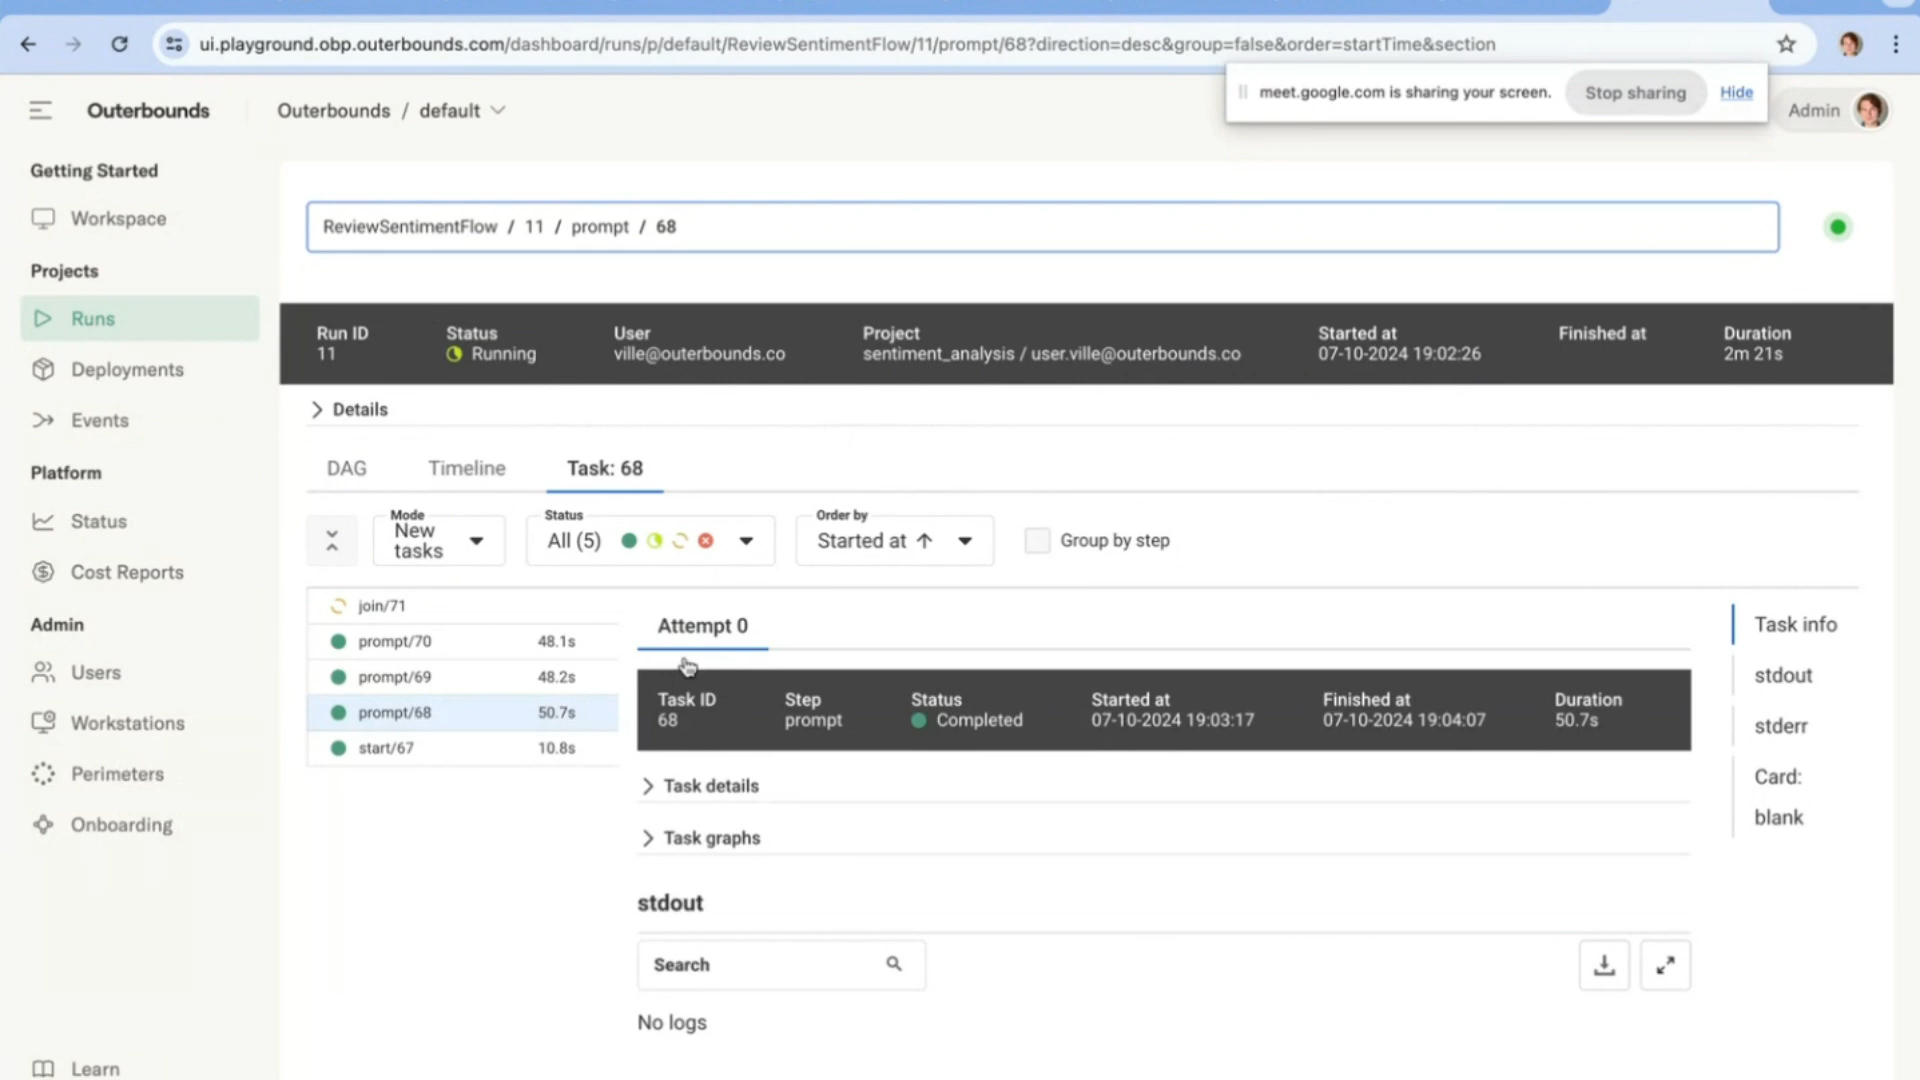 ui.playground.obp.outerbounds.com/dashboard/runs/p/default/ReviewSentimentFlow/11/prompt/68?direction=desc&group=false&order=startTime&section
meet.google.com is sharing your screen.
Stop sharing
Hide
Outerbounds
Outerbounds / default
Admin
Getting Started
Workspace
Projects
Runs
Deployments
Events
Platform
Status
Cost Reports
Admin
Users
Workstations
Perimeters
Onboarding
Learn
ReviewSentimentFlow / 11 / prompt / 68
Run ID
11
Status
Running
User
ville@outerbounds.co
Project
sentiment_analysis / user.ville@outerbounds.co
Started at
07-10-2024 19:02:26
Finished at
Duration
2m 21s
Details
DAG
Timeline
Task: 68
Mode
New tasks
Status
All (5)
Order by
Started at ↑
Group by step
join/71
prompt/70 48.1s
prompt/69 48.2s
prompt/68 50.7s
start/67 10.8s
Attempt 0
Task ID
68
Step
prompt
Status
Completed
Started at
07-10-2024 19:03:17
Finished at
07-10-2024 19:04:07
Duration
50.7s
Task details
Task graphs
stdout
Search
No logs
Task info
stdout
stderr
Card:
blank